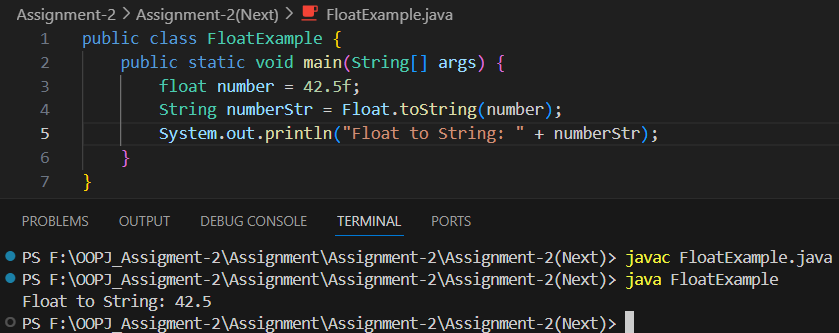 Assignment-2 > Assignment-2(Next) > FloatExample.java
1 public class FloatExample {
2     public static void main(String[] args) {
3         float number = 42.5f;
4         String numberStr = Float.toString(number);
5         System.out.println("Float to String: " + numberStr);
6     }
7 }
PROBLEMS OUTPUT DEBUG CONSOLE TERMINAL PORTS
PS F:\OOPJ_Assigment-2\Assignment\Assignment-2\Assignment-2(Next)> javac FloatExample.java
PS F:\OOPJ_Assigment-2\Assignment\Assignment-2\Assignment-2(Next)> java FloatExample
Float to String: 42.5
PS F:\OOPJ_Assigment-2\Assignment\Assignment-2\Assignment-2(Next)>